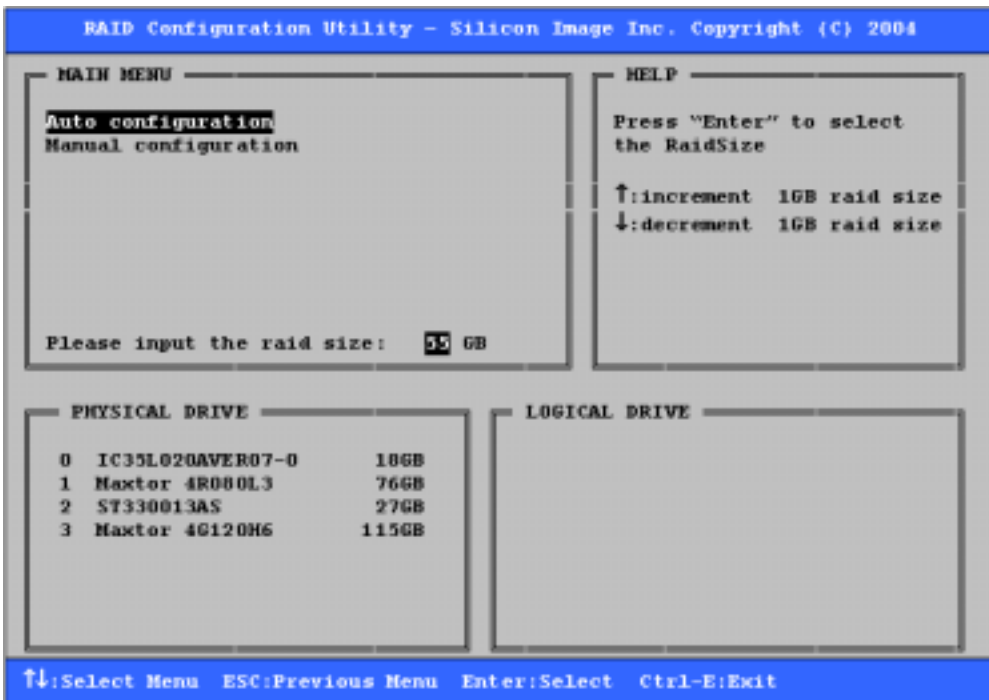 RAID Configuration Utility – Silicon Image Inc. Copyright (C) 2004
MAIN MENU
Auto configuration
Manual configuration
Please input the raid size: 55 GB
HELP
Press "Enter" to select
the RaidSize
↑:increment 1GB raid size
↓:decrement 1GB raid size
PHYSICAL DRIVE
0 IC35L020AVER07-0 18GB
1 Maxtor 4R080L3 76GB
2 ST330013AS 27GB
3 Maxtor 4G120H6 115GB
LOGICAL DRIVE
↑↓:Select Menu ESC:Previous Menu Enter:Select Ctrl-E:Exit